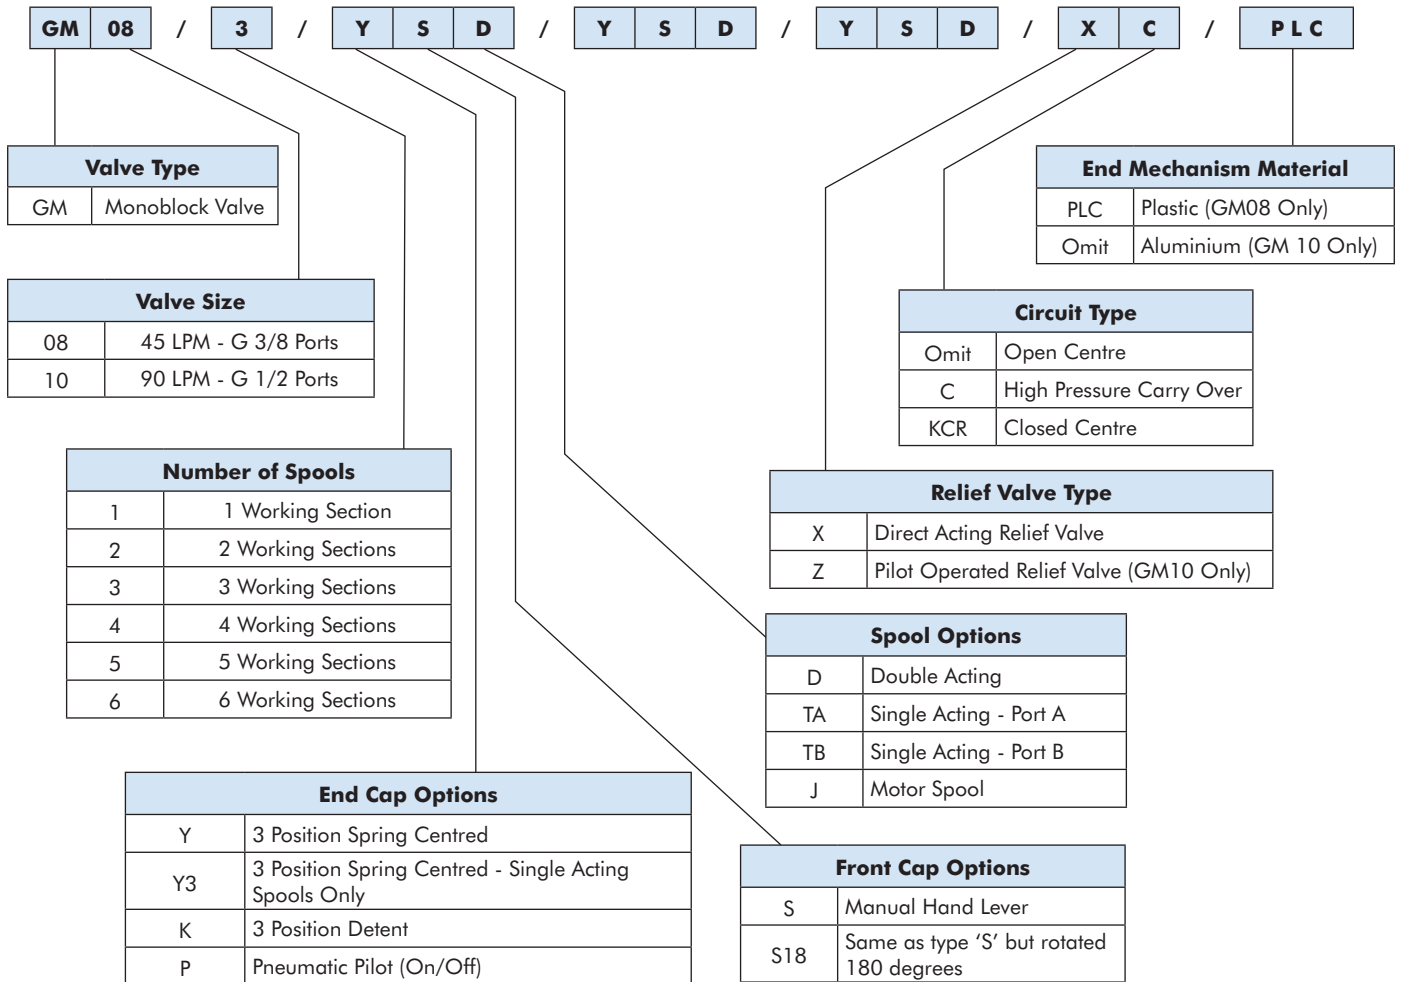 GM 08 / 3 / Y S D / Y S D / Y S D / X C / P L C
Valve Type
GM Monoblock Valve
Valve Size
08 45 LPM - G 3/8 Ports
10 90 LPM - G 1/2 Ports
Number of Spools
1 1 Working Section
2 2 Working Sections
3 3 Working Sections
4 4 Working Sections
5 5 Working Sections
6 6 Working Sections
End Cap Options
Y 3 Position Spring Centred
Y3 3 Position Spring Centred - Single Acting
Spools Only
K 3 Position Detent
P Pneumatic Pilot (On/Off)
End Mechanism Material
PLC Plastic (GM08 Only)
Omit Aluminium (GM 10 Only)
Circuit Type
Omit Open Centre
C High Pressure Carry Over
KCR Closed Centre
Relief Valve Type
X Direct Acting Relief Valve
Z Pilot Operated Relief Valve (GM10 Only)
Spool Options
D Double Acting
TA Single Acting - Port A
TB Single Acting - Port B
J Motor Spool
Front Cap Options
S Manual Hand Lever
S18 Same as type ‘S’ but rotated
180 degrees